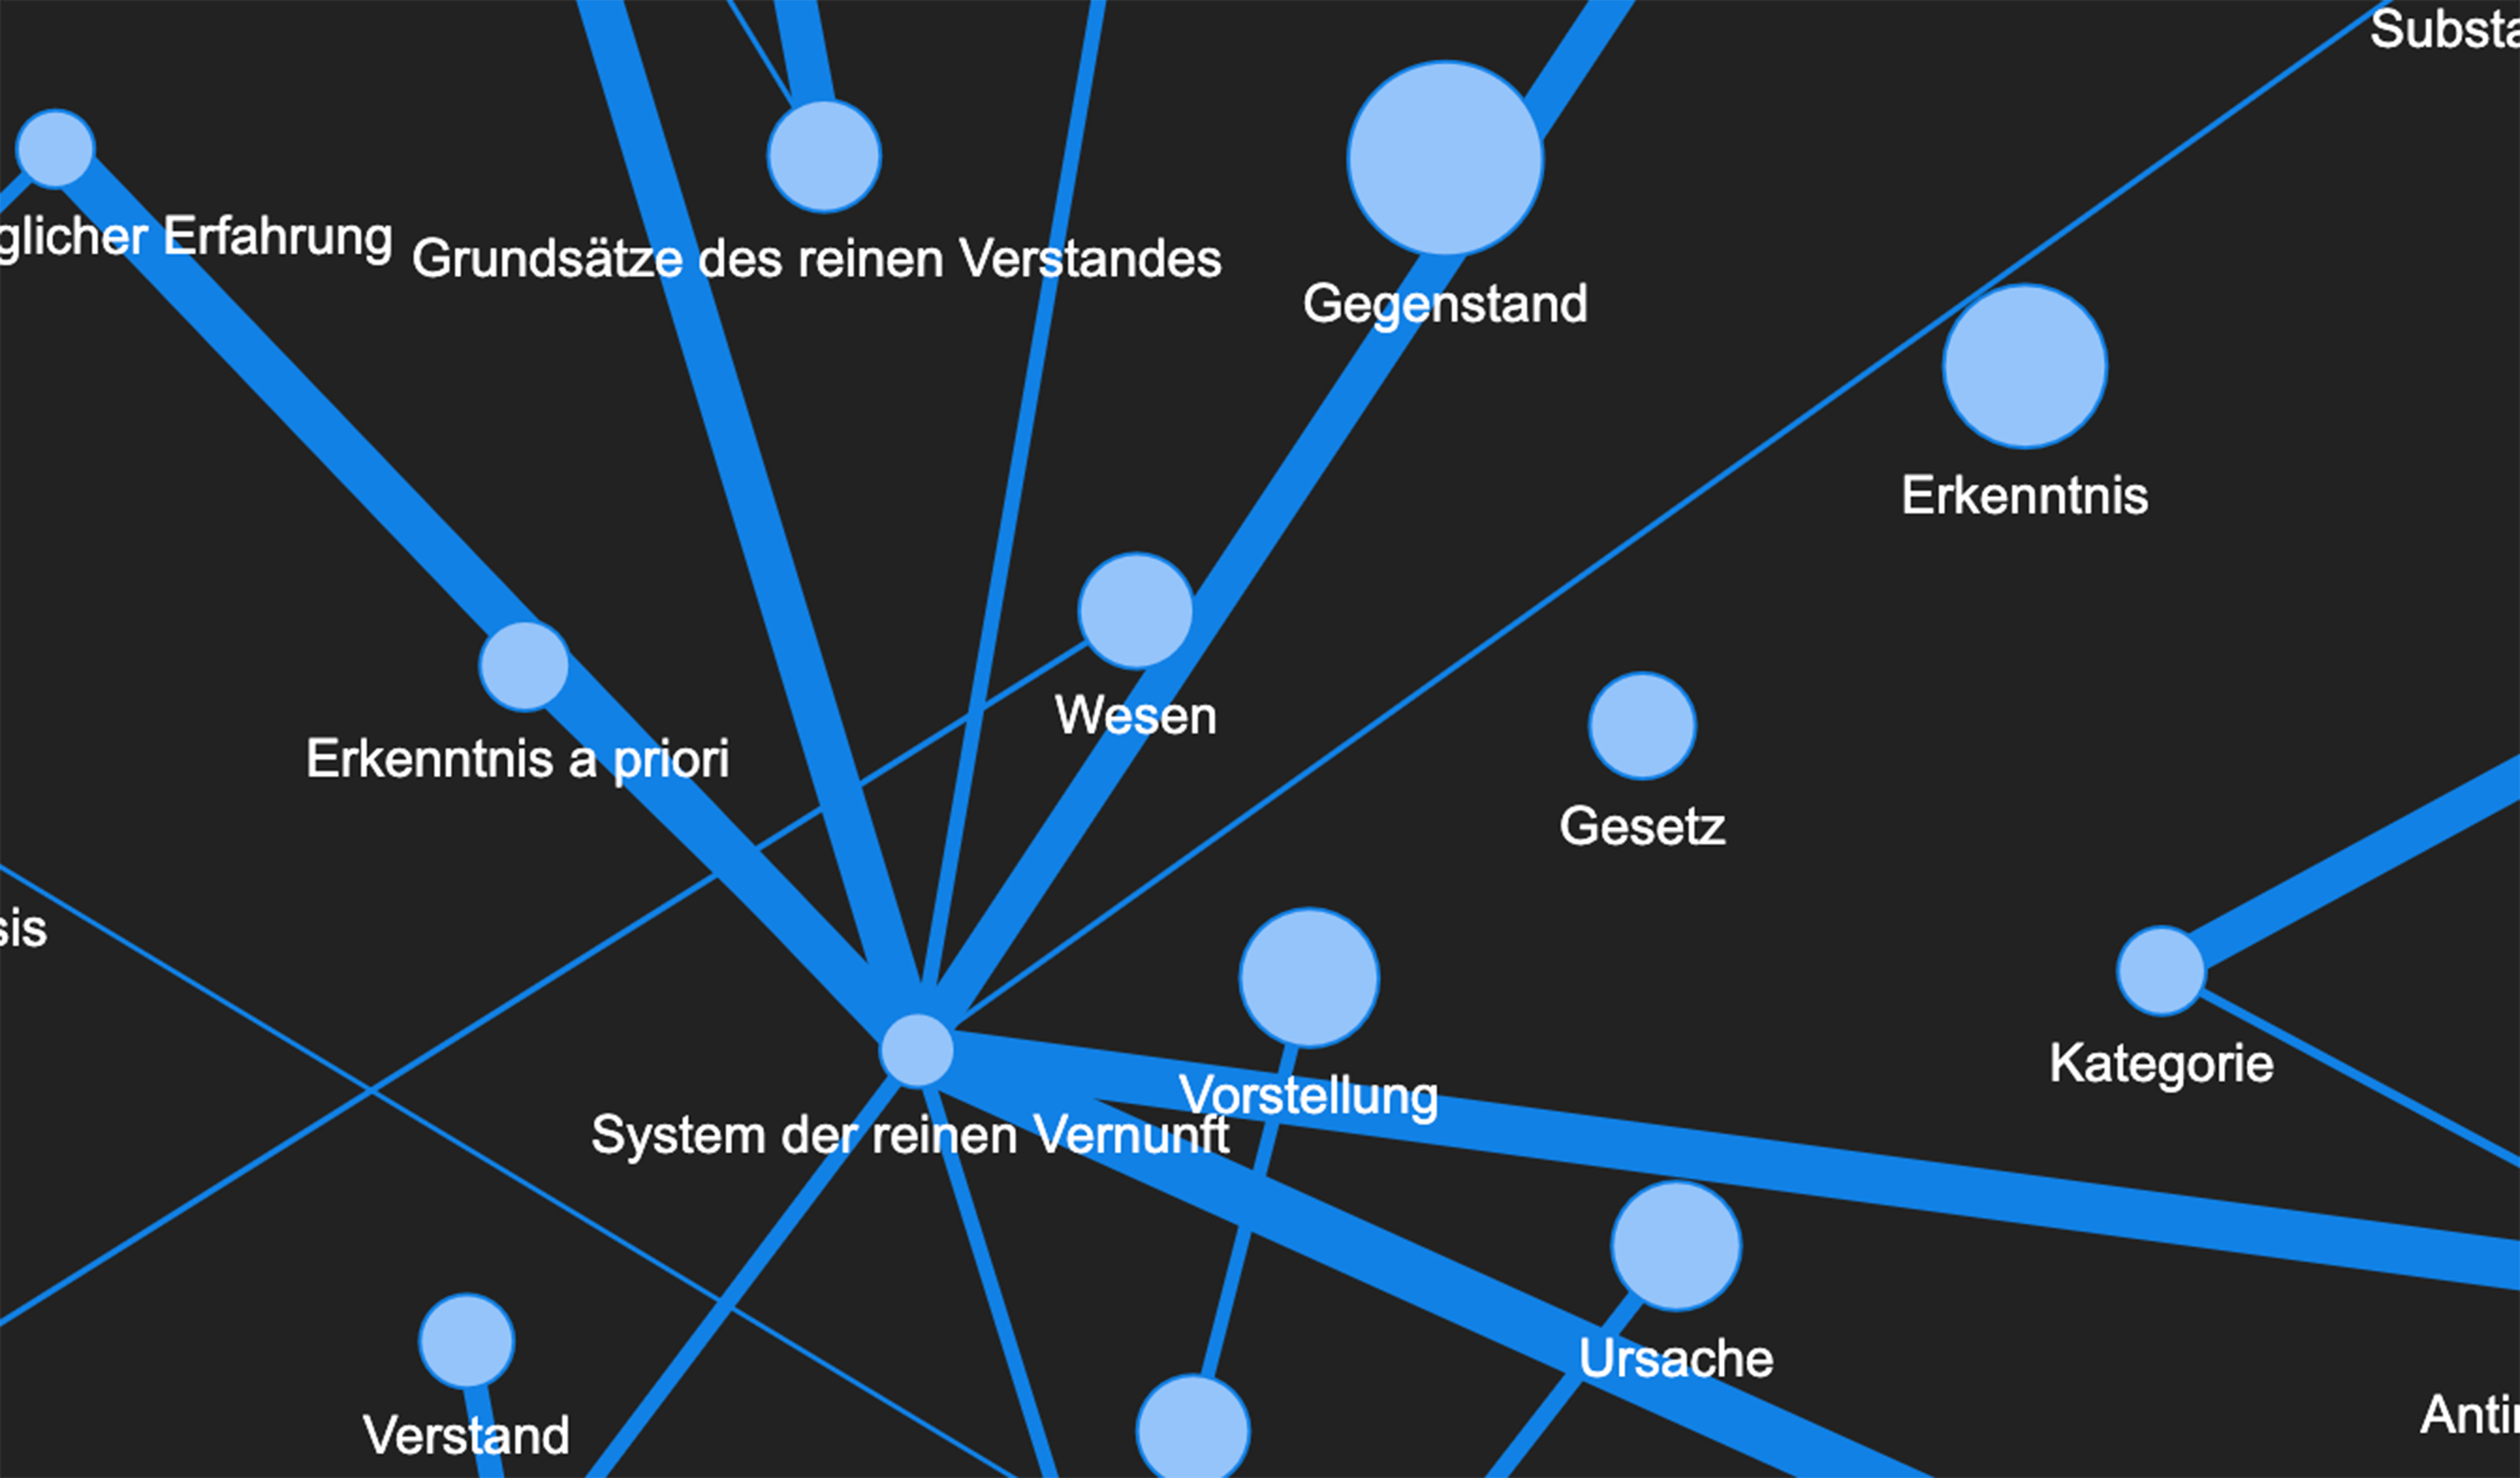 Substa
glicher Erfahrung
Grundsätze des reinen Verstandes
Gegenstand
Erkenntnis
Wesen
Erkenntnis a priori
Gesetz
sis
Kategorie
Vorstellung
System der reinen Vernunft
Ursache
Antin
Verstand